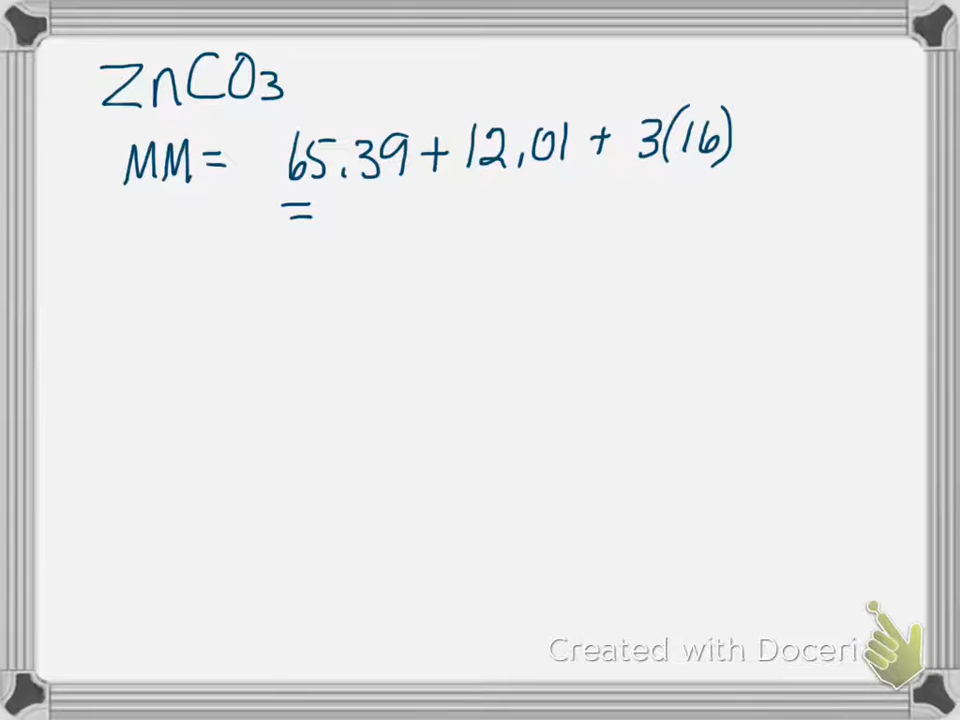 ZnCO3
MM = 65.39 + 12.01 + 3(16)
=
Created with Doceri